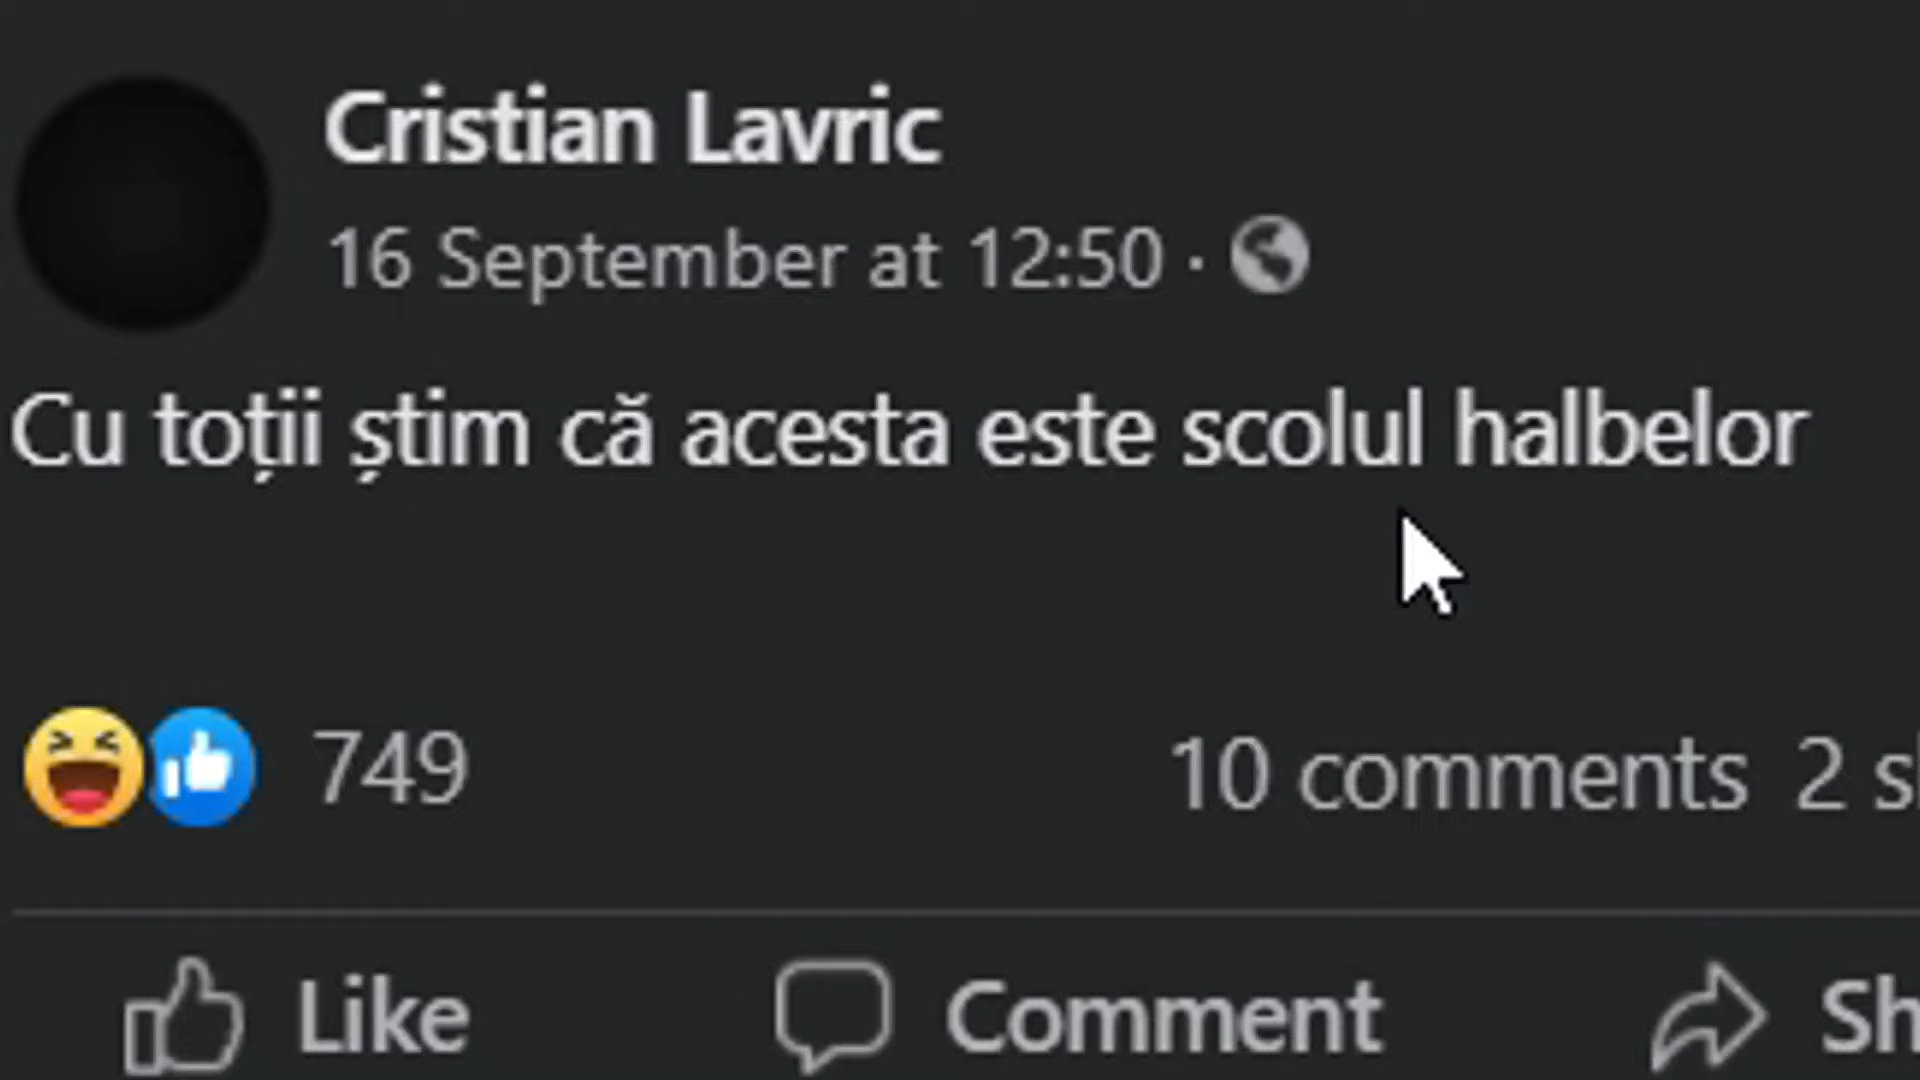 Cristian Lavric
16 September at 12:50 ·
Cu toții știm că acesta este scolul halbelor
749 10 comments 2
Like Comment